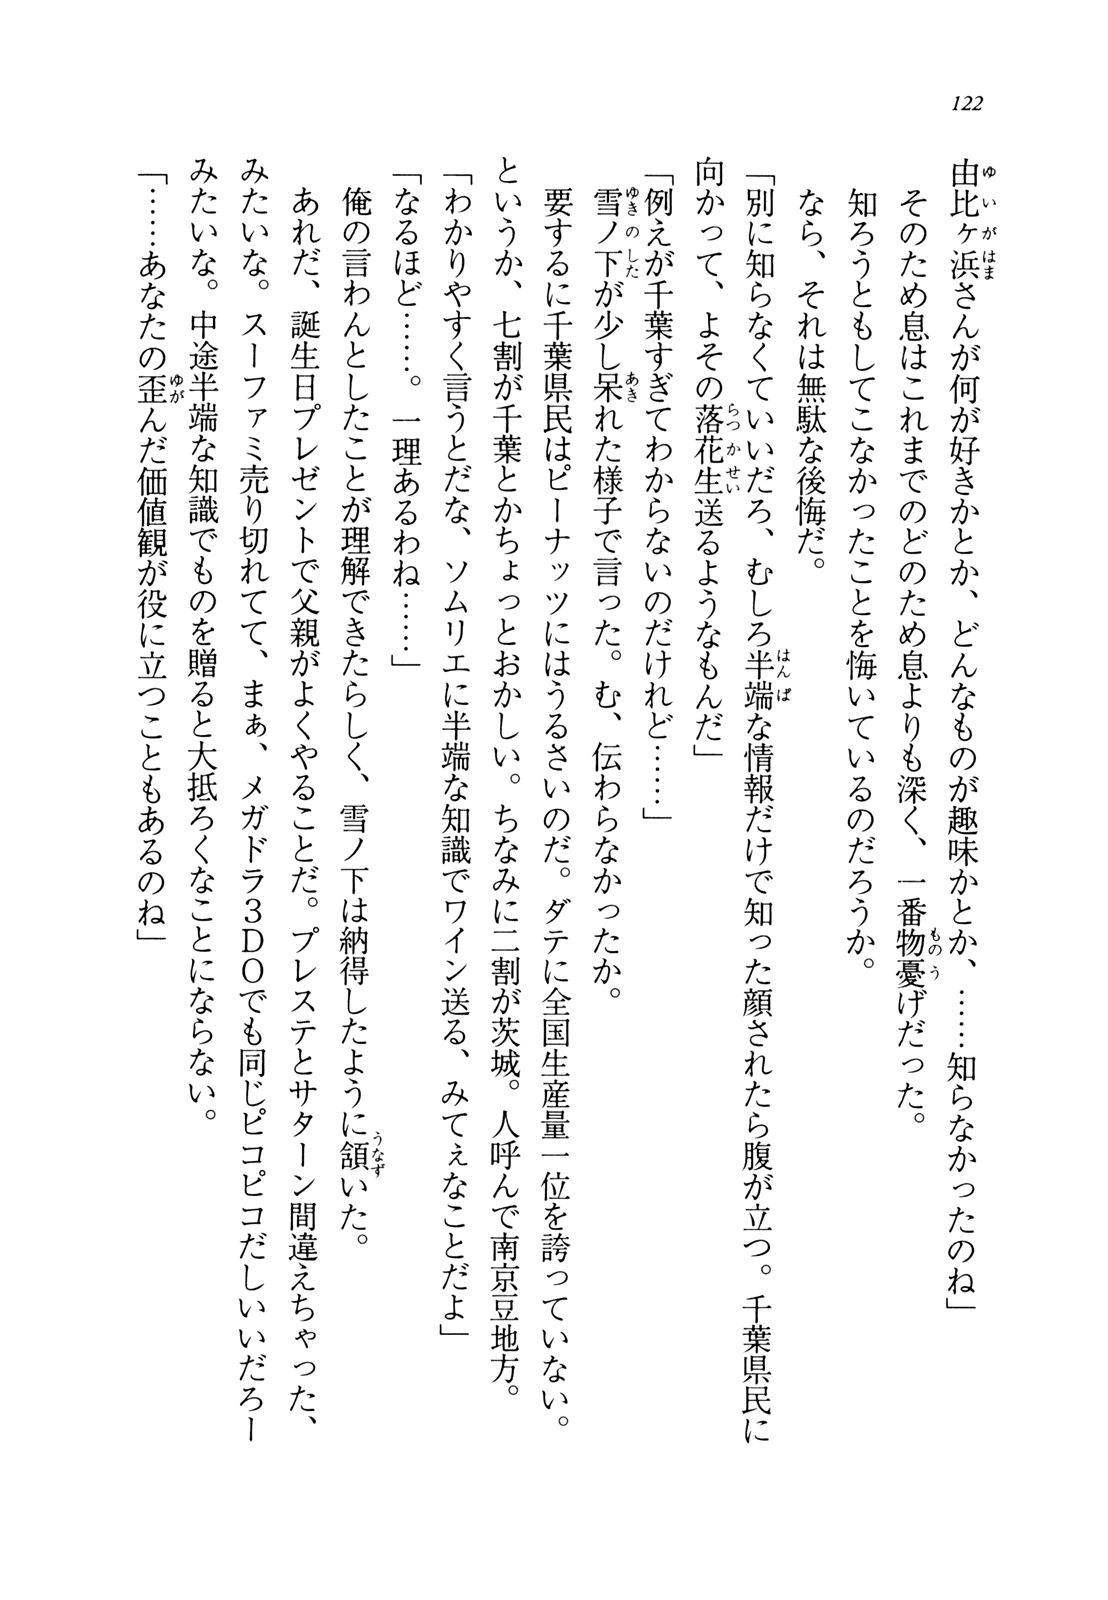 122
由比ヶ浜さんが何が好きかとか、どんなものが趣味かとか、……知らなかったのね」
そのため息はこれまでのどのため息よりも深く、一番物憂げだった。
知ろうともしてこなかったことを悔いているのだろうか。
なら、それは無駄な後悔だ。
「別に知らなくていいだろ、むしろ半端な情報だけで知った顔されたら腹が立つ。千葉県民に
向かって、よその落花生送るようなもんだ」
「例えが千葉すぎてわからないのだけれど……」
雪ノ下が少し呆れた様子で言った。む、伝わらなかったか。
要するに千葉県民はピーナッツにはうるさいのだ。ダテに全国生産量一位を誇っていない。
というか、七割が千葉とかちょっとおかしい。ちなみに二割が茨城。人呼んで南京豆地方。
「わかりやすく言うとだな、ソムリエに半端な知識でワイン送る、みてぇなことだよ」
「なるほど……。一理あるわね……」
俺の言わんとしたことが理解できたらしく、雪ノ下は納得したように頷いた。
あれだ、誕生日プレゼントで父親がよくやることだ。プレステとサターン間違えちゃった、
みたいな。スーファミ売り切れてて、まぁ、メガドラ3DOでも同じピコピコだしいいだろー
みたいな。中途半端な知識でものを贈ると大抵ろくなことにならない。
「……あなたの歪んだ価値観が役に立つこともあるのね」